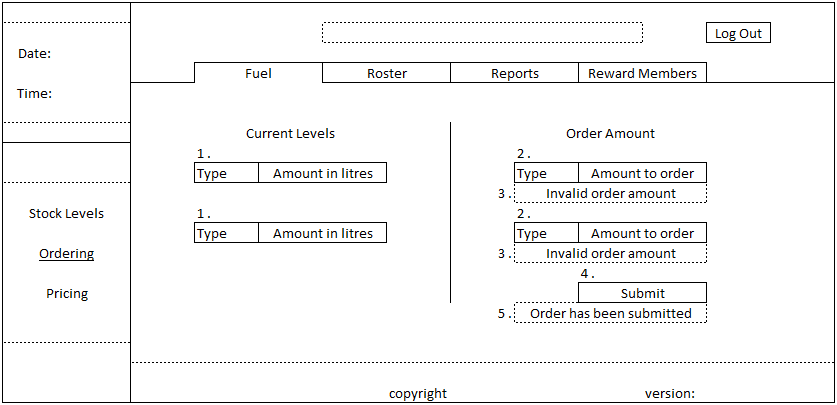 Log Out
Date:
Time:
Fuel Roster Reports Reward Members
Current Levels Order Amount
1. 2.
Type Amount in litres Type Amount to order
3. Invalid order amount
1. 2.
Type Amount in litres Type Amount to order
3. Invalid order amount
4.
Submit
5. Order has been submitted
Stock Levels
Ordering
Pricing
copyright version: